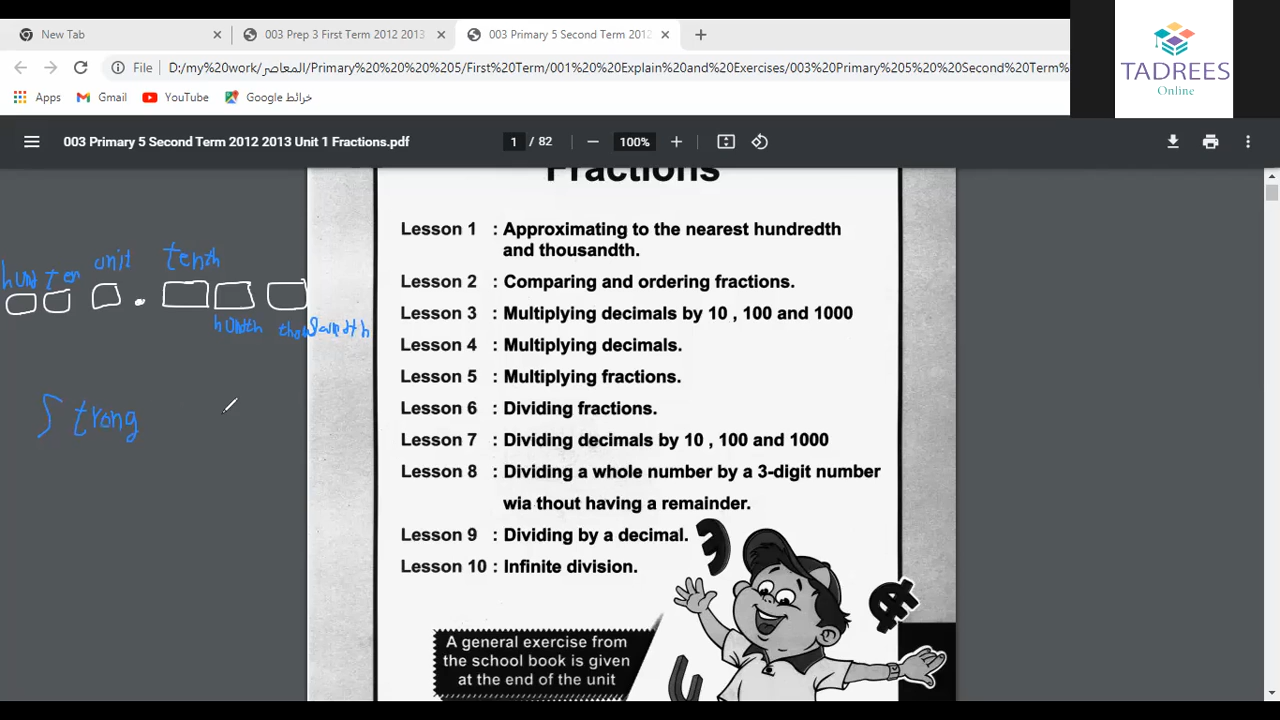 New Tab
003 Prep 3 First Term 2012 2013
003 Primary 5 Second Term 2012
TADREES
Online
File
D:/my%20work/المعاصر/Primary%20%20%20%205/First%20Term/001%20%20Explain%20and%20Exercises/003%20Primary%205%20%20Second%20Term%
Apps
Gmail
YouTube
خرائط Google
003 Primary 5 Second Term 2012 2013 Unit 1 Fractions.pdf
1 / 82
100%
Fractions
Lesson 1 : Approximating to the nearest hundredth
and thousandth.
Lesson 2 : Comparing and ordering fractions.
Lesson 3 : Multiplying decimals by 10 , 100 and 1000
Lesson 4 : Multiplying decimals.
Lesson 5 : Multiplying fractions.
Lesson 6 : Dividing fractions.
Lesson 7 : Dividing decimals by 10 , 100 and 1000
Lesson 8 : Dividing a whole number by a 3-digit number
wia thout having a remainder.
Lesson 9 : Dividing by a decimal.
Lesson 10 : Infinite division.
A general exercise from
the school book is given
at the end of the unit
hund ten unit tenth
hundth thousandth
Strong